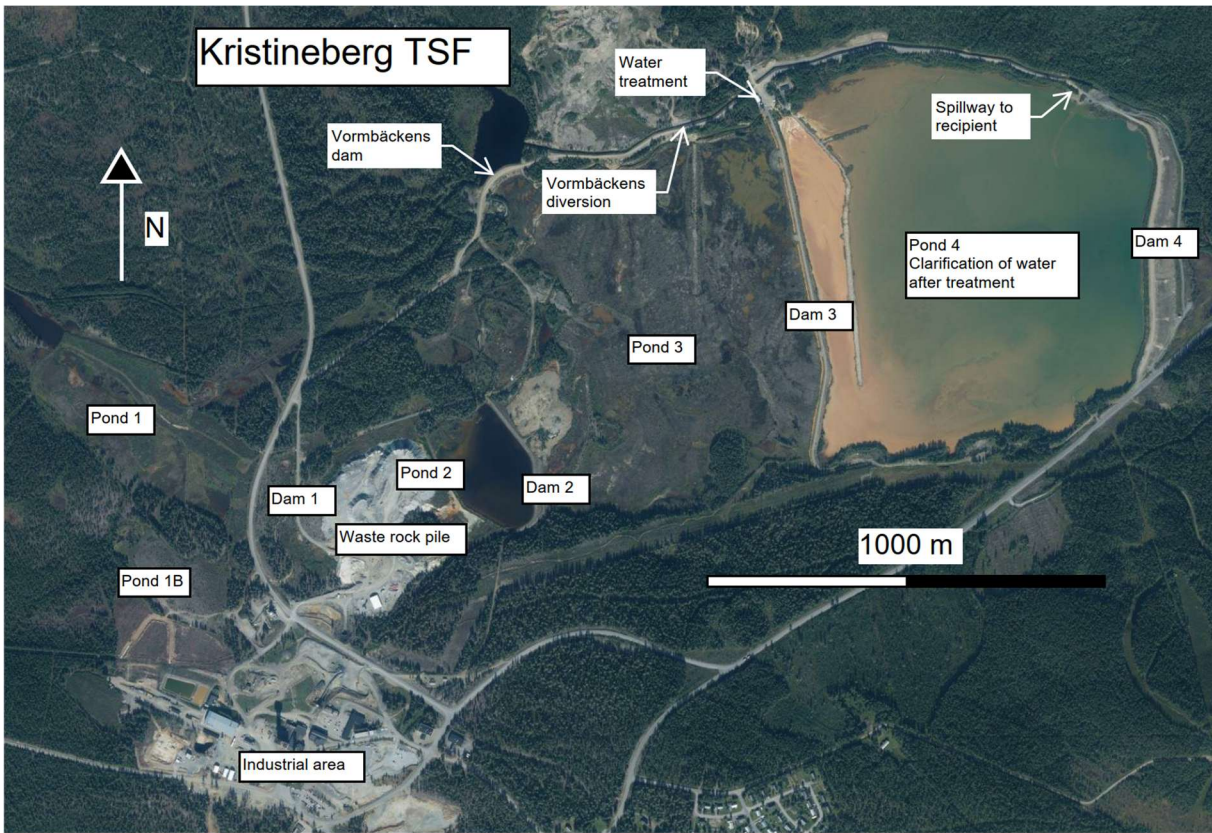 Kristineberg TSF
Water
treatment
Spillway to
recipient
Vormbäckens
dam
Vormbäckens
diversion
N
Pond 4
Clarification of water
after treatment
Dam 4
Dam 3
Pond 3
Pond 1
Pond 2
Dam 1
Dam 2
Waste rock pile
1000 m
Pond 1B
Industrial area